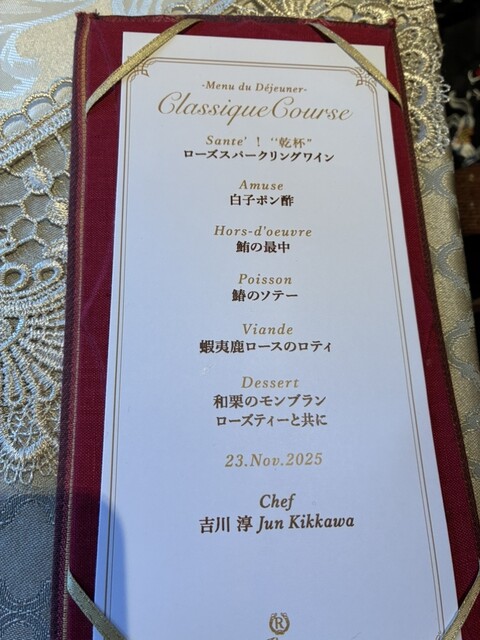 -Menu du Déjeuner-
Classique Course
Sante' ! “乾杯”
ローズスパークリングワイン
Amuse
白子ポン酢
Hors-d'oeuvre
鮪の最中
Poisson
鰆のソテー
Viande
蝦夷鹿ロースのロティ
Dessert
和栗のモンブラン
ローズティーと共に
23.Nov.2025
Chef
吉川 淳 Jun Kikkawa
R